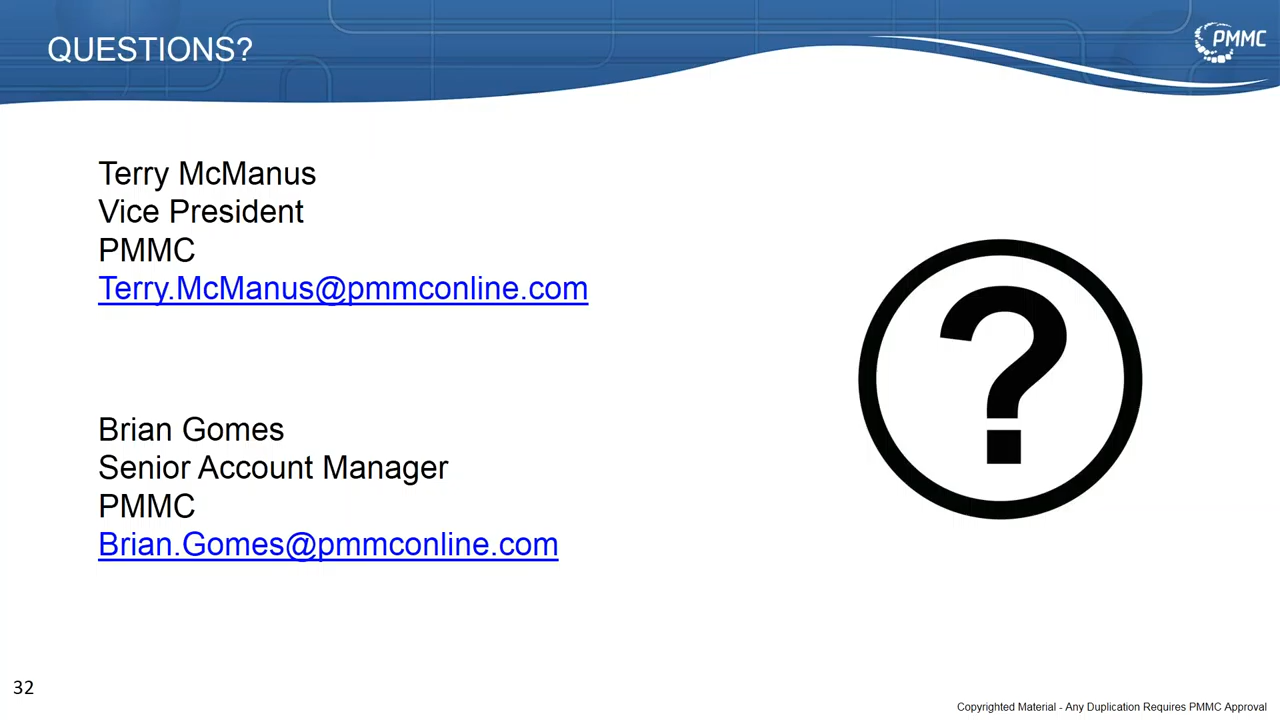 QUESTIONS?
PMMC
Terry McManus
Vice President
PMMC
Terry.McManus@pmmconline.com
?
Brian Gomes
Senior Account Manager
PMMC
Brian.Gomes@pmmconline.com
32
Copyrighted Material - Any Duplication Requires PMMC Approval